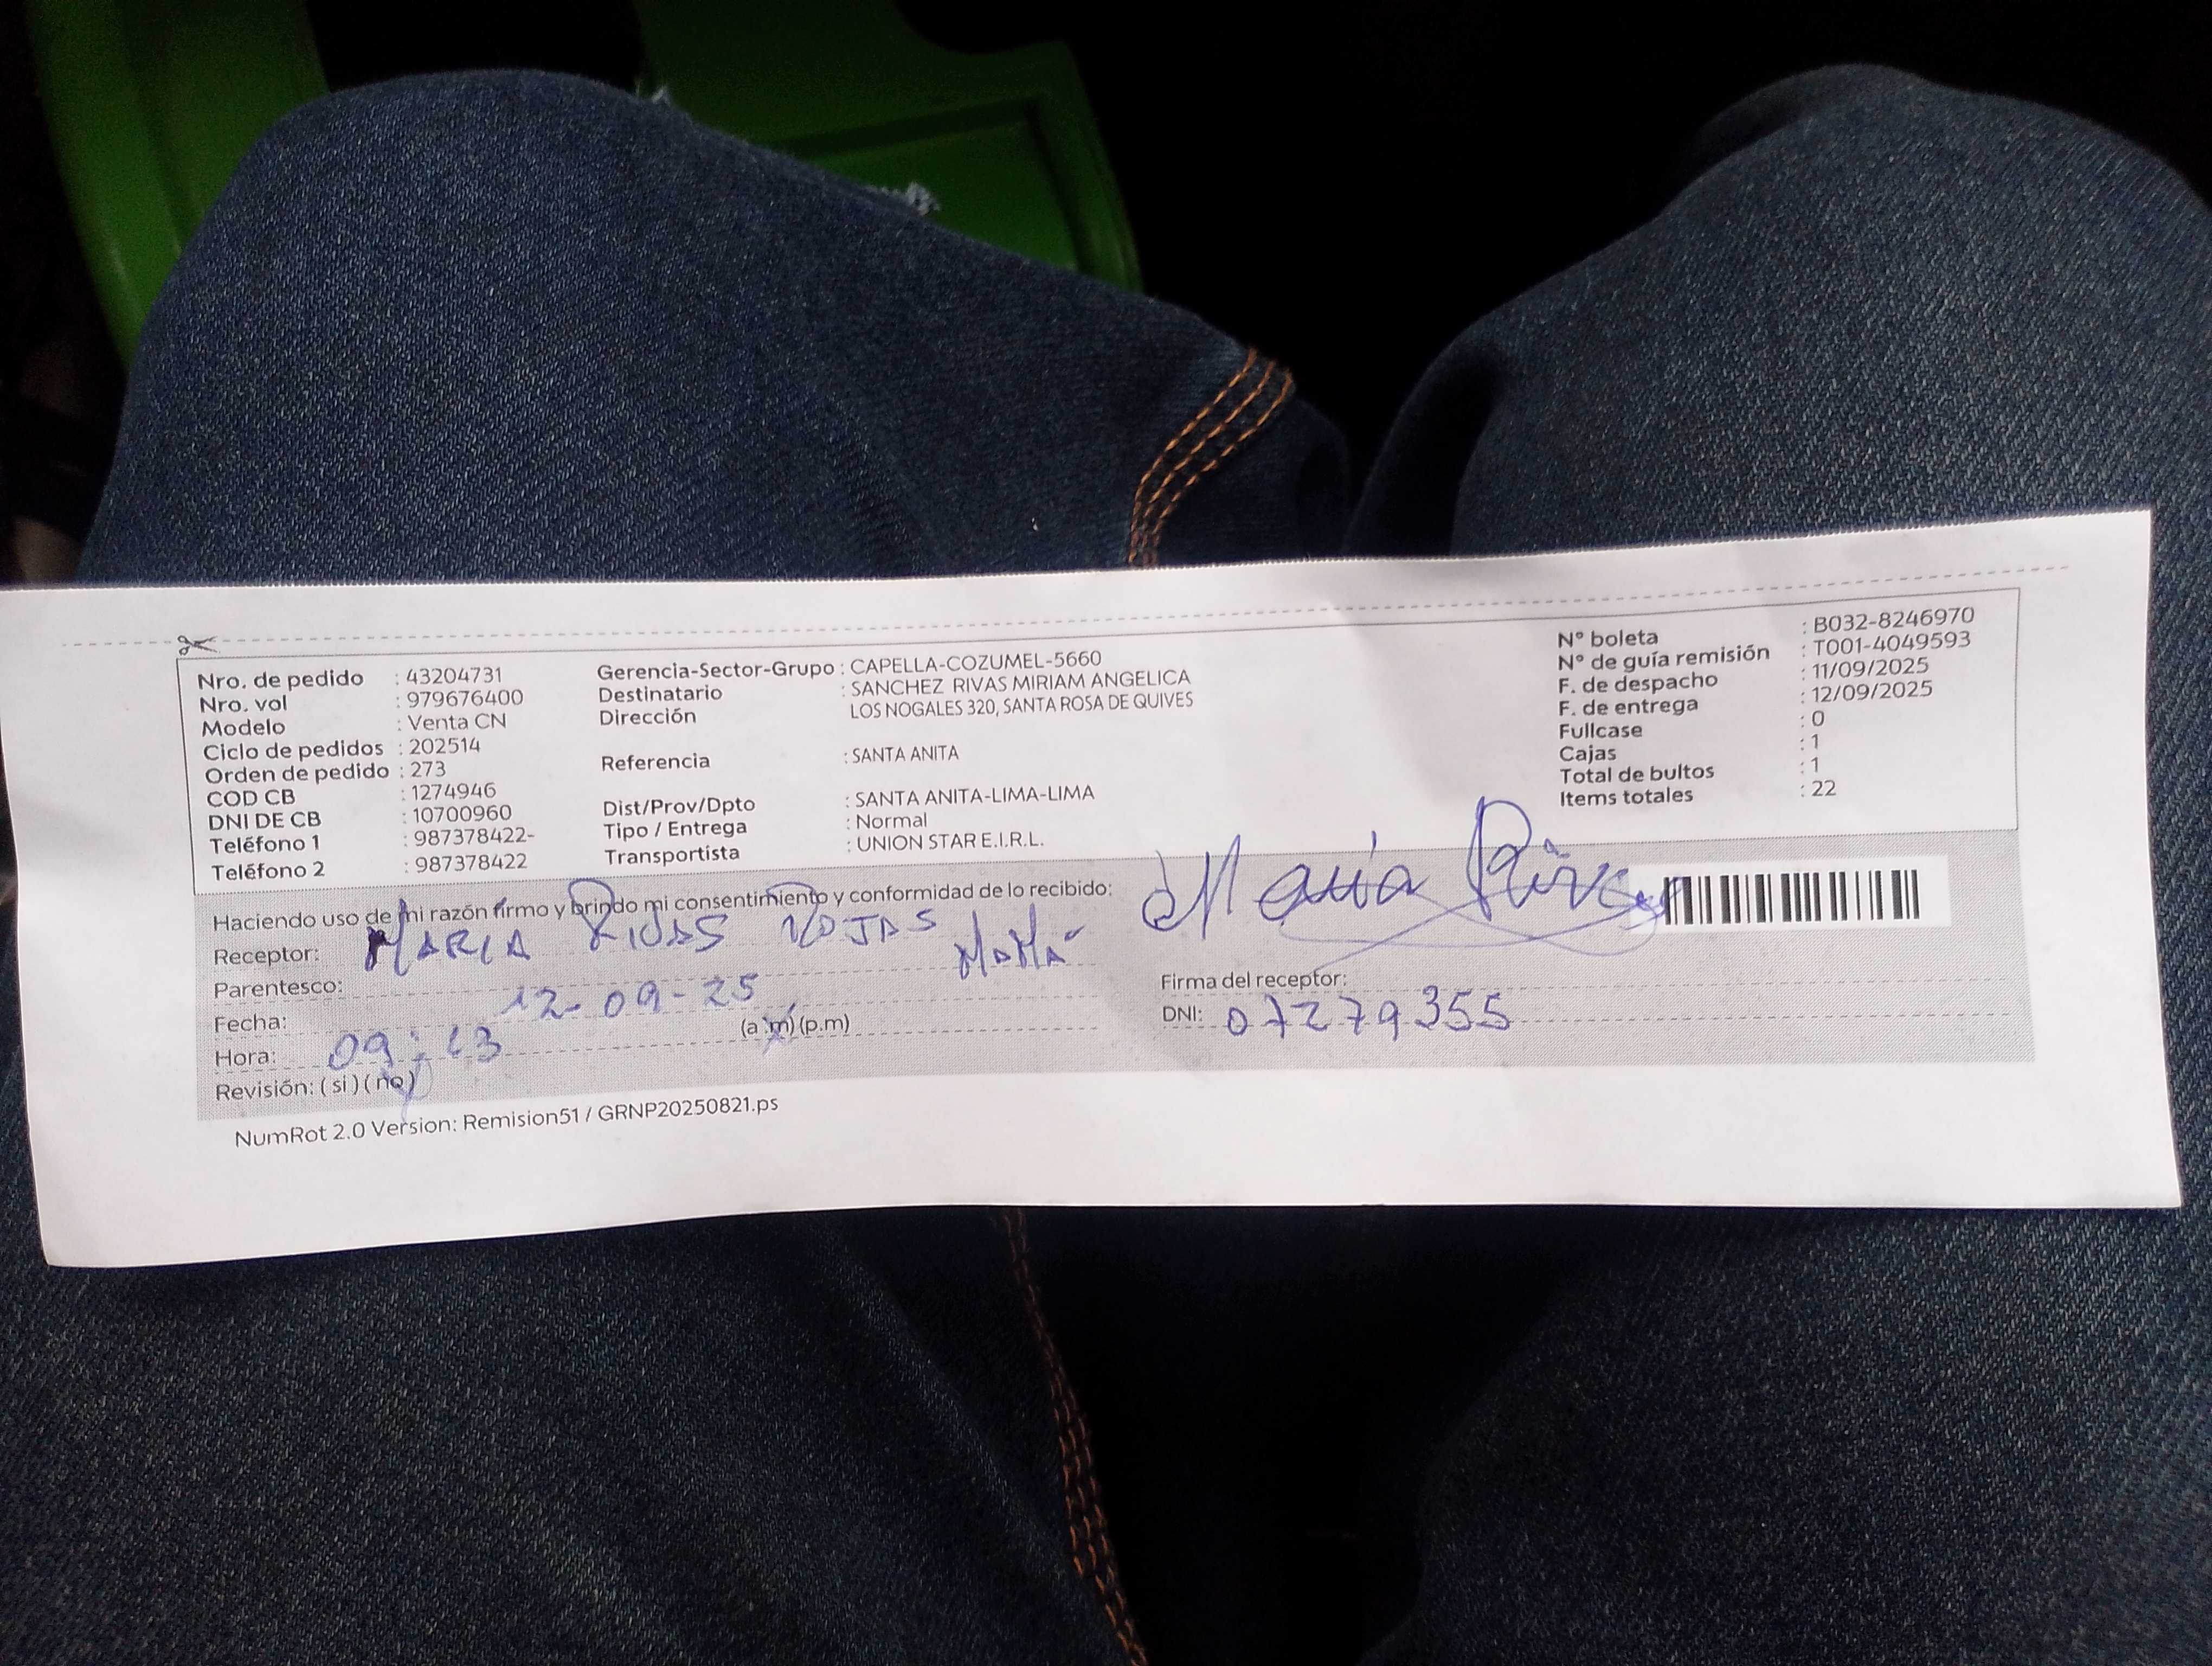 Nro. de pedido : 43204731
Nro. vol : 979676400
Modelo : Venta CN
Ciclo de pedidos : 202514
Orden de pedido : 273
COD CB : 1274946
DNI DE CB : 10700960
Teléfono 1 : 987378422-
Teléfono 2 : 987378422
Gerencia-Sector-Grupo : CAPELLA-COZUMEL-5660
Destinatario : SANCHEZ RIVAS MIRIAM ANGELICA
Dirección LOS NOGALES 320, SANTA ROSA DE QUIVES
Referencia : SANTA ANITA
Dist/Prov/Dpto : SANTA ANITA-LIMA-LIMA
Tipo / Entrega : Normal
Transportista : UNION STAR E.I.R.L.
N° boleta : B032-8246970
N° de guía remisión : T001-4049593
F. de despacho : 11/09/2025
F. de entrega : 12/09/2025
Fullcase : 0
Cajas : 1
Total de bultos : 1
Items totales : 22
Haciendo uso de mi razón firmo y brindo mi consentimiento y conformidad de lo recibido:
Receptor: MARIA RIVAS ROJAS
Parentesco: MAMÁ
Fecha: 12-09-25
Hora: 09:13 (a.m) (p.m)
Revisión: ( si ) ( no )
María Rivas
Firma del receptor:
DNI: 07279355
NumRot 2.0 Version: Remision51 / GRNP20250821.ps